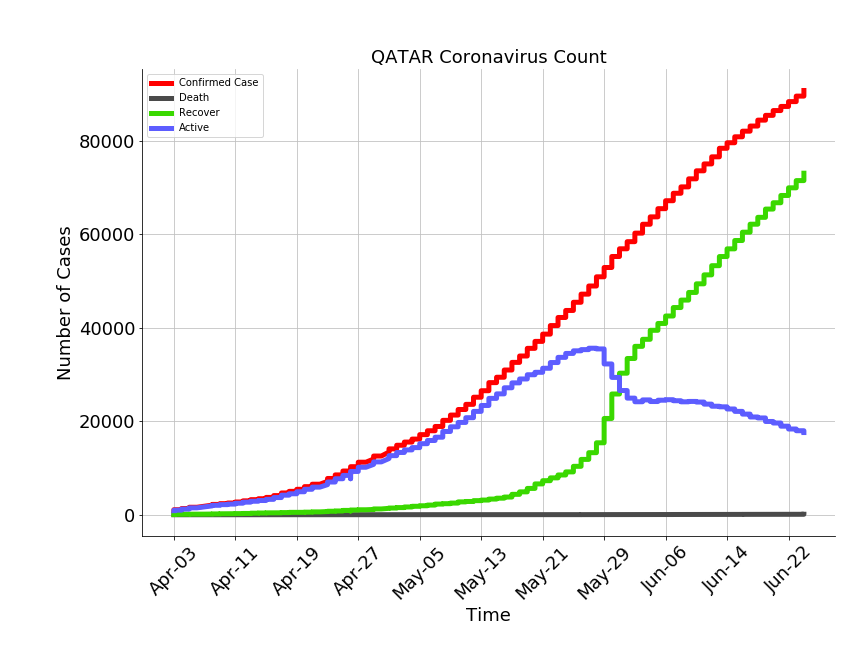 QATAR Coronavirus Count
Confirmed Case
Death
Recover
Active
80000
60000
40000
20000
0
Number of Cases
Apr-03
Apr-11
Apr-19
Apr-27
May-05
May-13
May-21
May-29
Jun-06
Jun-14
Jun-22
Time